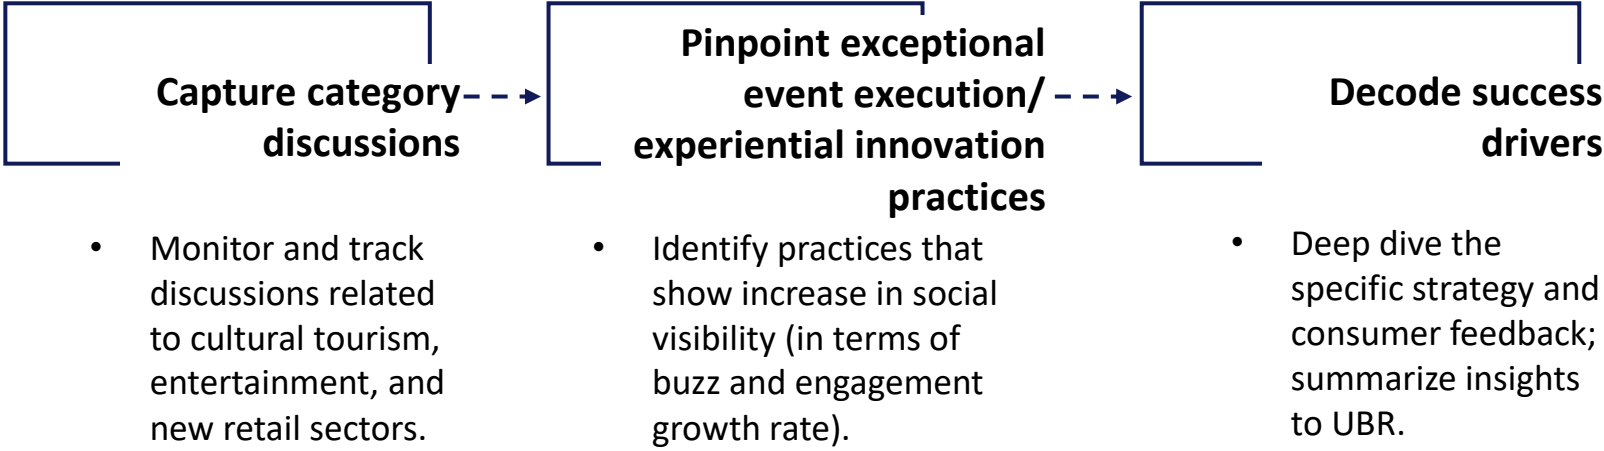 Capture category
discussions
• Monitor and track
discussions related
to cultural tourism,
entertainment, and
new retail sectors.
Pinpoint exceptional
event execution/
experiential innovation
practices
• Identify practices that
show increase in social
visibility (in terms of
buzz and engagement
growth rate).
Decode success
drivers
• Deep dive the
specific strategy and
consumer feedback;
summarize insights
to UBR.